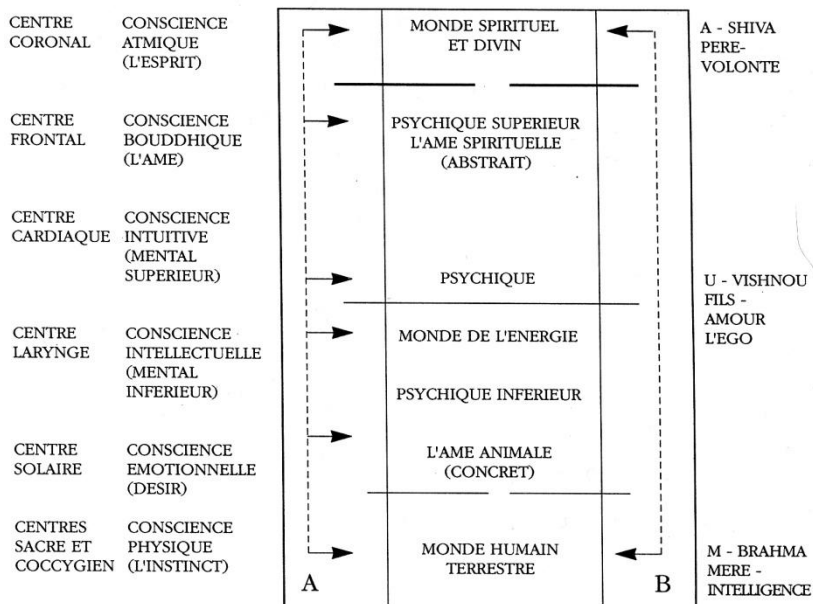 CENTRE CONSCIENCE
CORONAL ATMIQUE
(L'ESPRIT)
MONDE SPIRITUEL
ET DIVIN
A - SHIVA
PERE-
VOLONTE
CENTRE CONSCIENCE
FRONTAL BOUDDHIQUE
(L'AME)
PSYCHIQUE SUPERIEUR
L'AME SPIRITUELLE
(ABSTRAIT)
CENTRE CONSCIENCE
CARDIAQUE INTUITIVE
(MENTAL
SUPERIEUR)
PSYCHIQUE
U - VISHNOU
FILS -
AMOUR
L'EGO
CENTRE CONSCIENCE
LARYNGE INTELLECTUELLE
(MENTAL
INFERIEUR)
MONDE DE L'ENERGIE
PSYCHIQUE INFERIEUR
CENTRE CONSCIENCE
SOLAIRE EMOTIONNELLE
(DESIR)
L'AME ANIMALE
(CONCRET)
CENTRES CONSCIENCE
SACRE ET PHYSIQUE
COCCYGIEN (L'INSTINCT)
MONDE HUMAIN
TERRESTRE
A
B
M - BRAHMA
MERE -
INTELLIGENCE